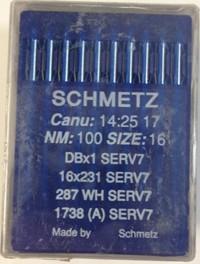 SCHMETZ
Canu: 14:25 17
NM: 100 SIZE: 16
DBx1 SERV7
16x231 SERV7
287 WH SERV7
1738 (A) SERV7
Made by Schmetz